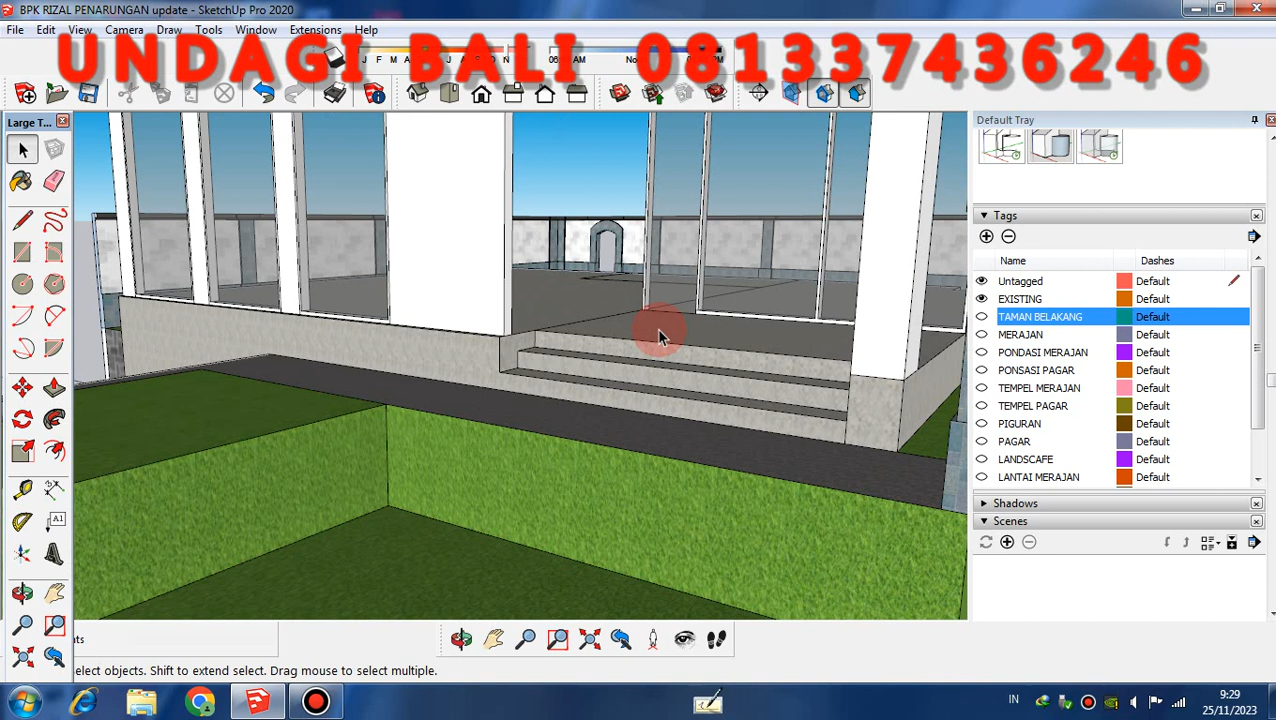 BPK RIZAL PENARUNGAN update - SketchUp Pro 2020
File Edit View Camera Draw Tools Window Extensions Help
UNDAGI BALI 081337436246
J F M A M J
Large T...
Default Tray
Tags
Name Dashes
Untagged Default
EXISTING Default
TAMAN BELAKANG Default
MERAJAN Default
PONDASI MERAJAN Default
PONSASI PAGAR Default
TEMPEL MERAJAN Default
TEMPEL PAGAR Default
PIGURAN Default
PAGAR Default
LANDSCAFE Default
LANTAI MERAJAN Default
Shadows
Scenes
A1
nts
elect objects. Shift to extend select. Drag mouse to select multiple.
IN
9:29
25/11/2023